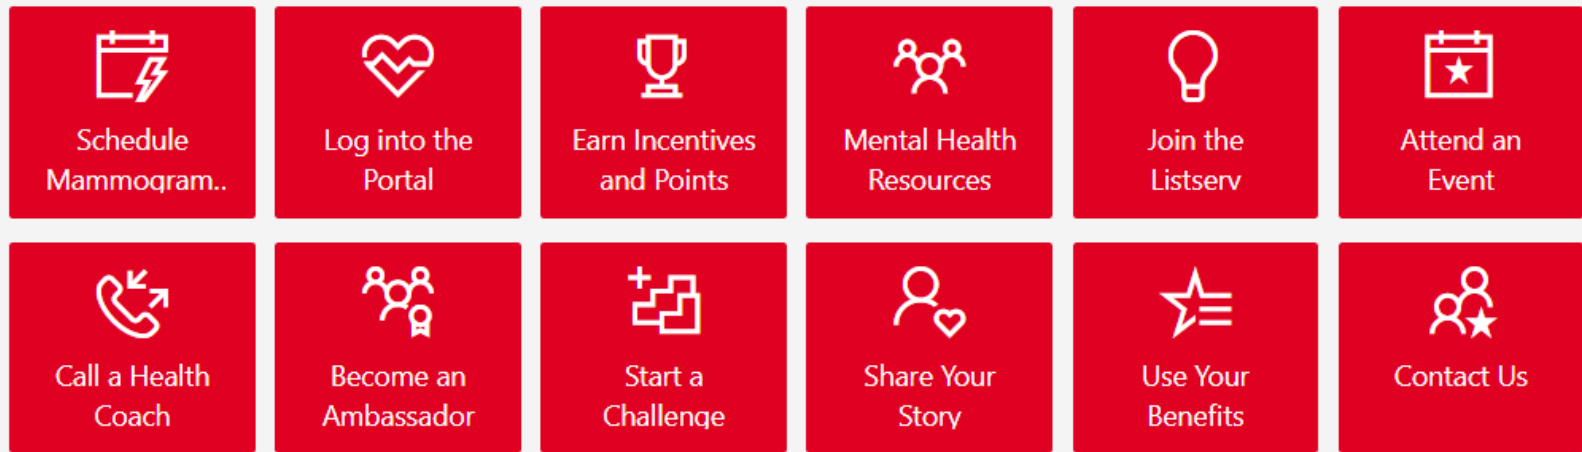 Schedule
Mammogram..
Log into the
Portal
Earn Incentives
and Points
Mental Health
Resources
Join the
Listserv
Attend an
Event
Call a Health
Coach
Become an
Ambassador
Start a
Challenge
Share Your
Story
Use Your
Benefits
Contact Us